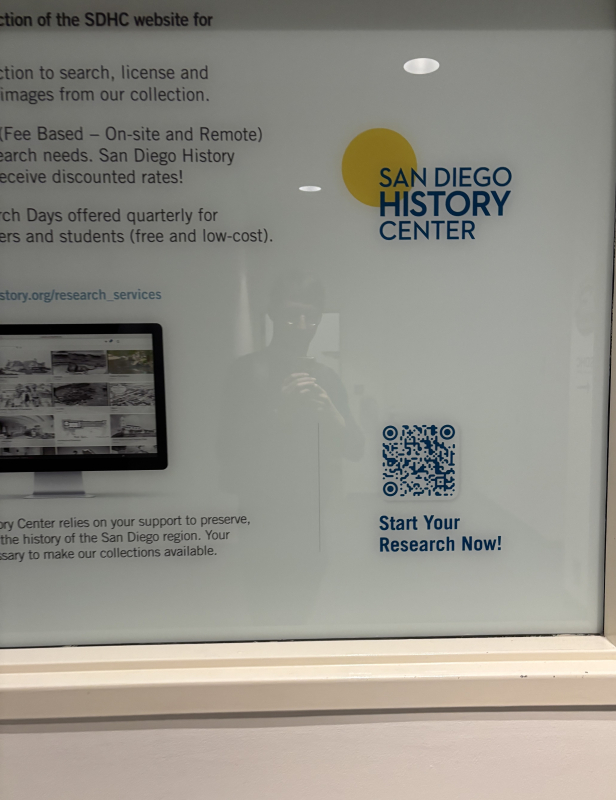 ction of the SDHC website for
ction to search, license and
images from our collection.
(Fee Based – On-site and Remote)
earch needs. San Diego History
eceive discounted rates!
rch Days offered quarterly for
ers and students (free and low-cost).
story.org/research_services
ory Center relies on your support to preserve,
the history of the San Diego region. Your
ssary to make our collections available.
SAN DIEGO
HISTORY
CENTER
Start Your
Research Now!